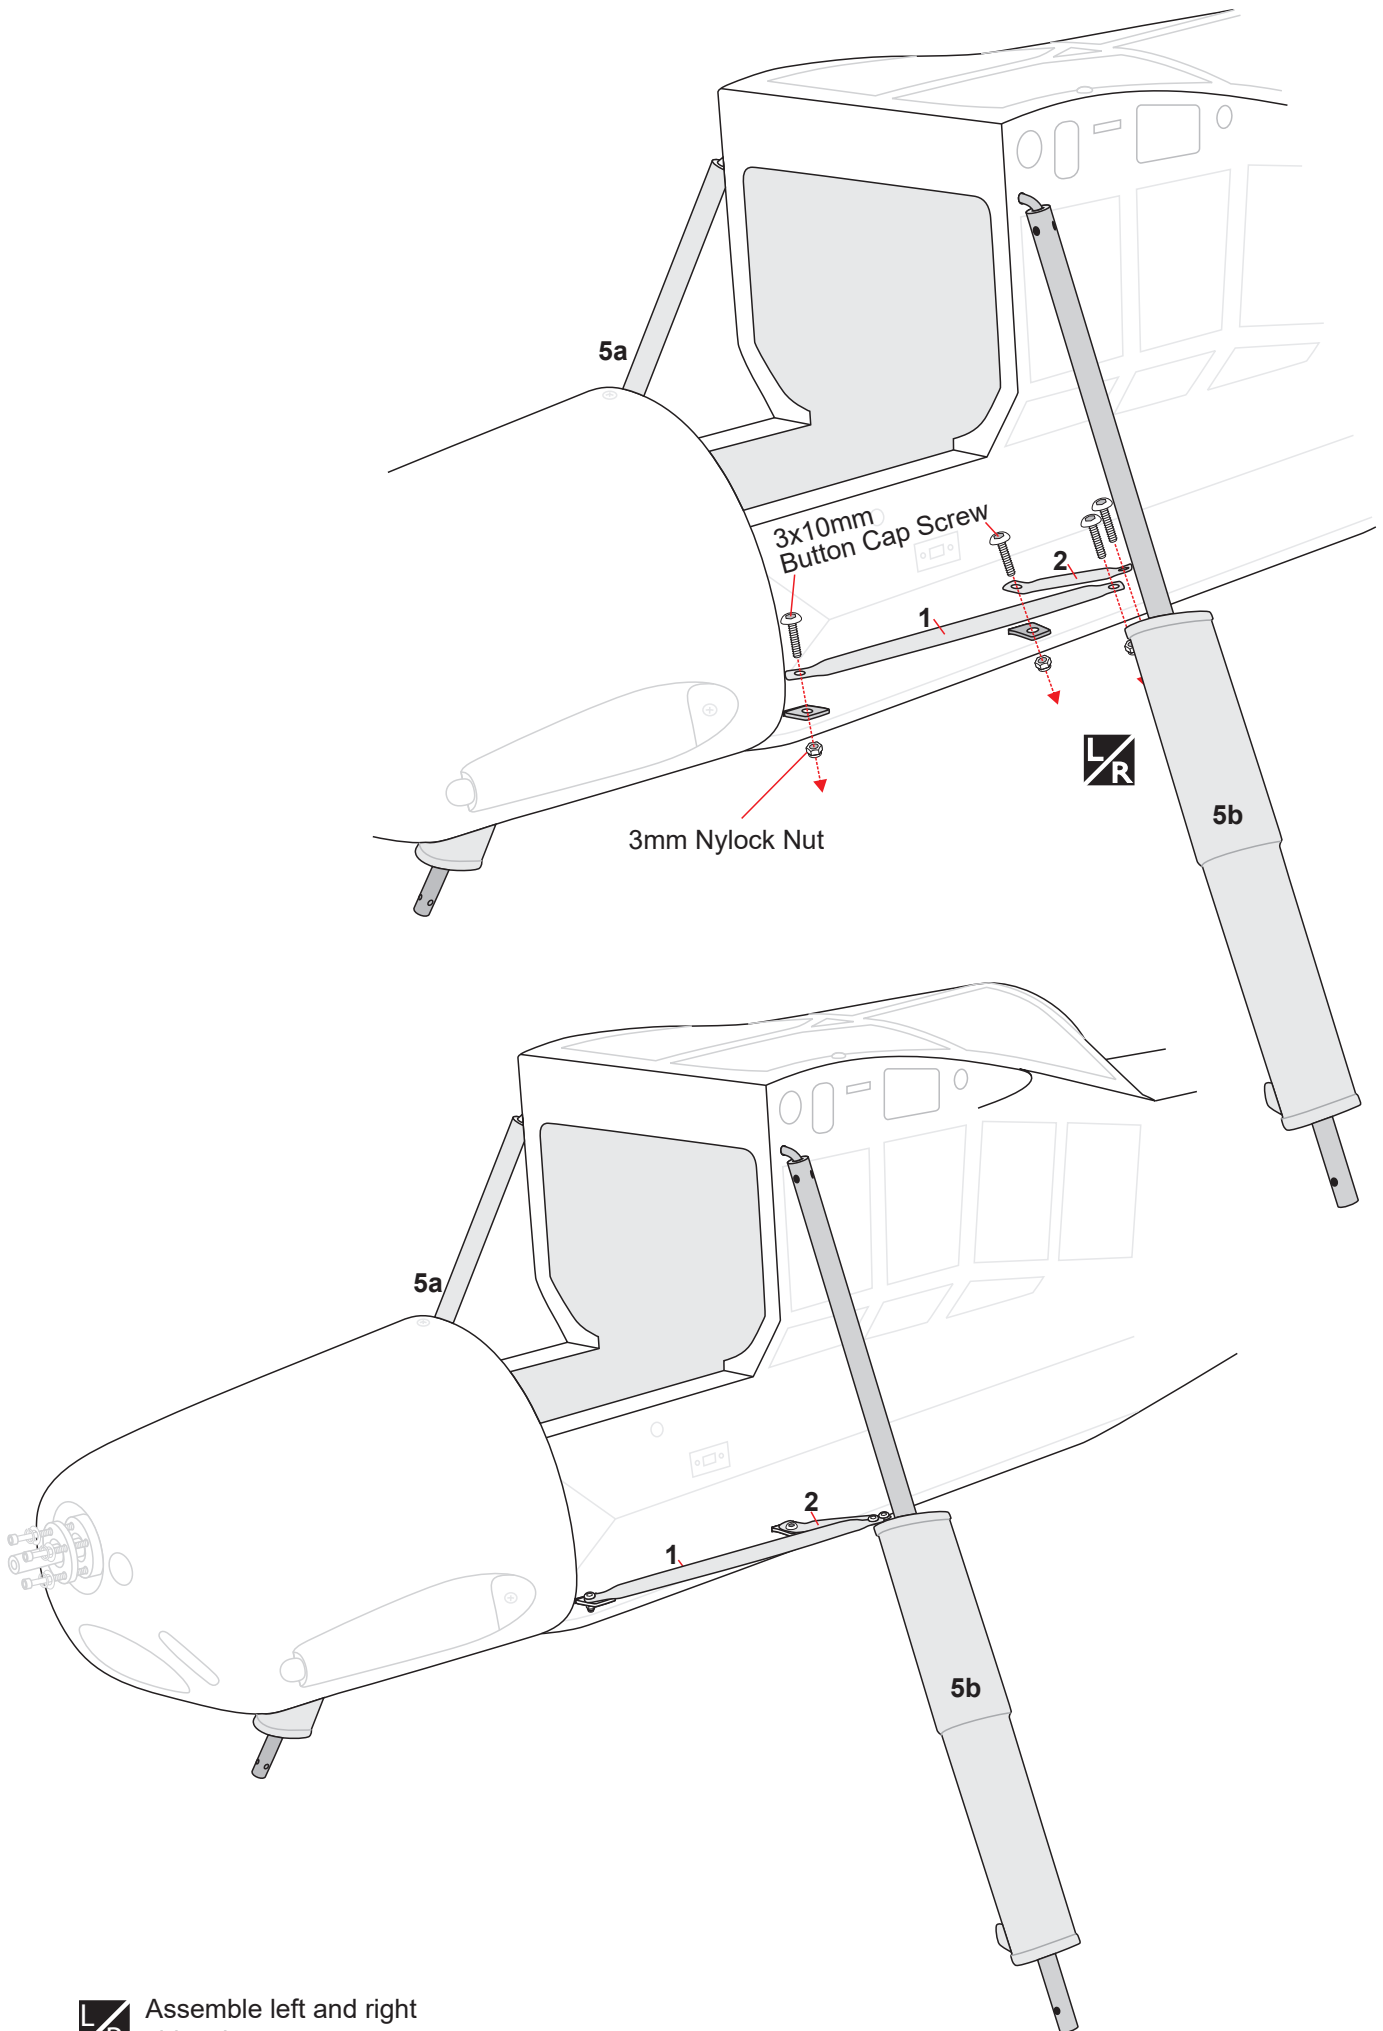 5a
3x10mm
Button Cap Screw
2
1
L/R
5b
3mm Nylock Nut
5a
2
1
5b
Assemble left and right